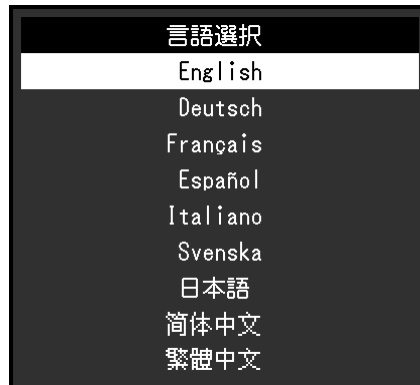 言語選択
English
Deutsch
Français
Español
Italiano
Svenska
日本語
简体中文
繁體中文